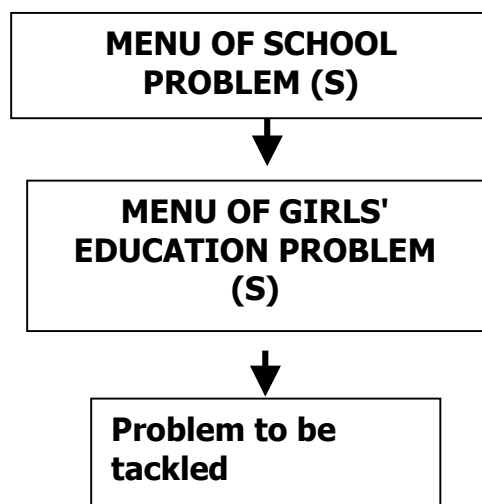 MENU OF SCHOOL
PROBLEM (S)
MENU OF GIRLS'
EDUCATION PROBLEM
(S)
Problem to be
tackled